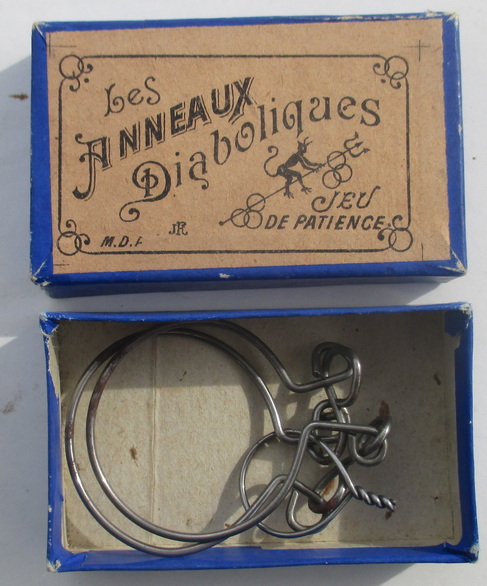 Les
ANNEAUX
Diaboliques
JEU
DE PATIENCE
M.D.F
JR